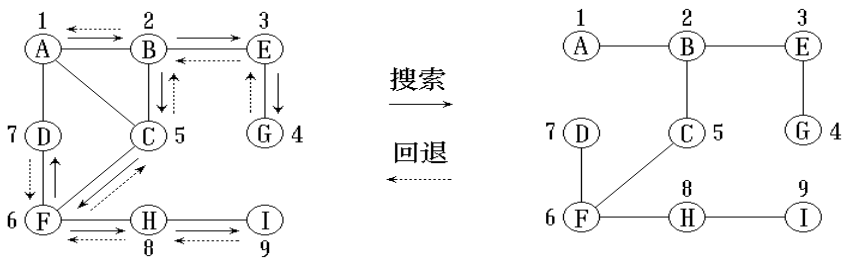 1 2 3
A B E
7 D C 5 G 4
6 F H I
8 9
搜索
回退
1 2 3
A B E
7 D C 5 G 4
8 9
6 F H I